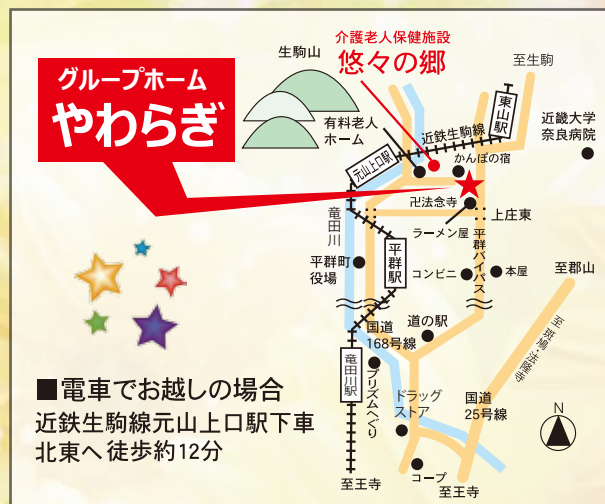 介護老人保健施設
悠々の郷
生駒山
至生駒
グループホーム
やわらぎ
東山駅
近畿大学
奈良病院
有料老人
ホーム
近鉄生駒線
かんぽの宿
元山上口駅
卍法念寺
上庄東
ラーメン屋
竜田川
平群駅
平群バイパス
平群町
役場
コンビニ
本屋
至郡山
道の駅
国道
168号線
至 斑鳩・法隆寺
竜田川駅
プリズムへぐり
ドラッグ
ストア
国道
25号線
N
コープ
至王寺
至王寺
■電車でお越しの場合
近鉄生駒線元山上口駅下車
北東へ徒歩約12分